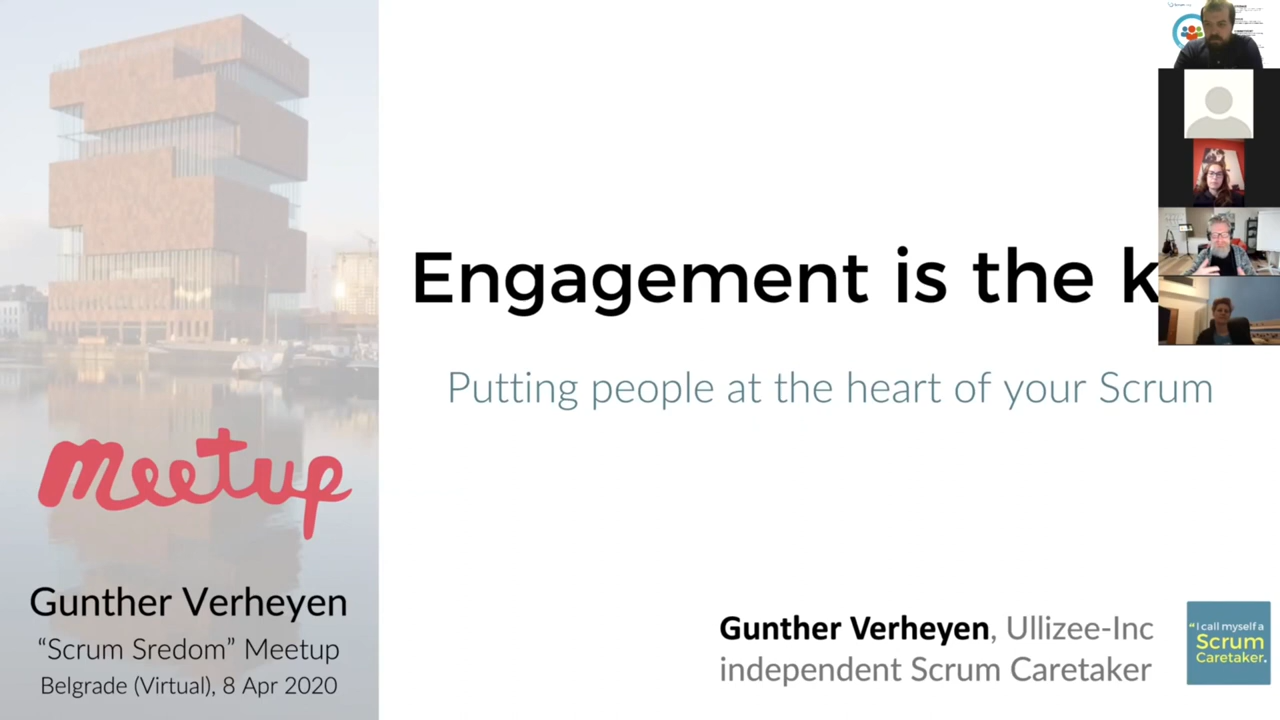 Engagement is the k
Putting people at the heart of your Scrum
meetup
Gunther Verheyen
“Scrum Sredom” Meetup
Belgrade (Virtual), 8 Apr 2020
Gunther Verheyen, Ullizee-Inc
independent Scrum Caretaker
“I call myself a
Scrum
Caretaker.